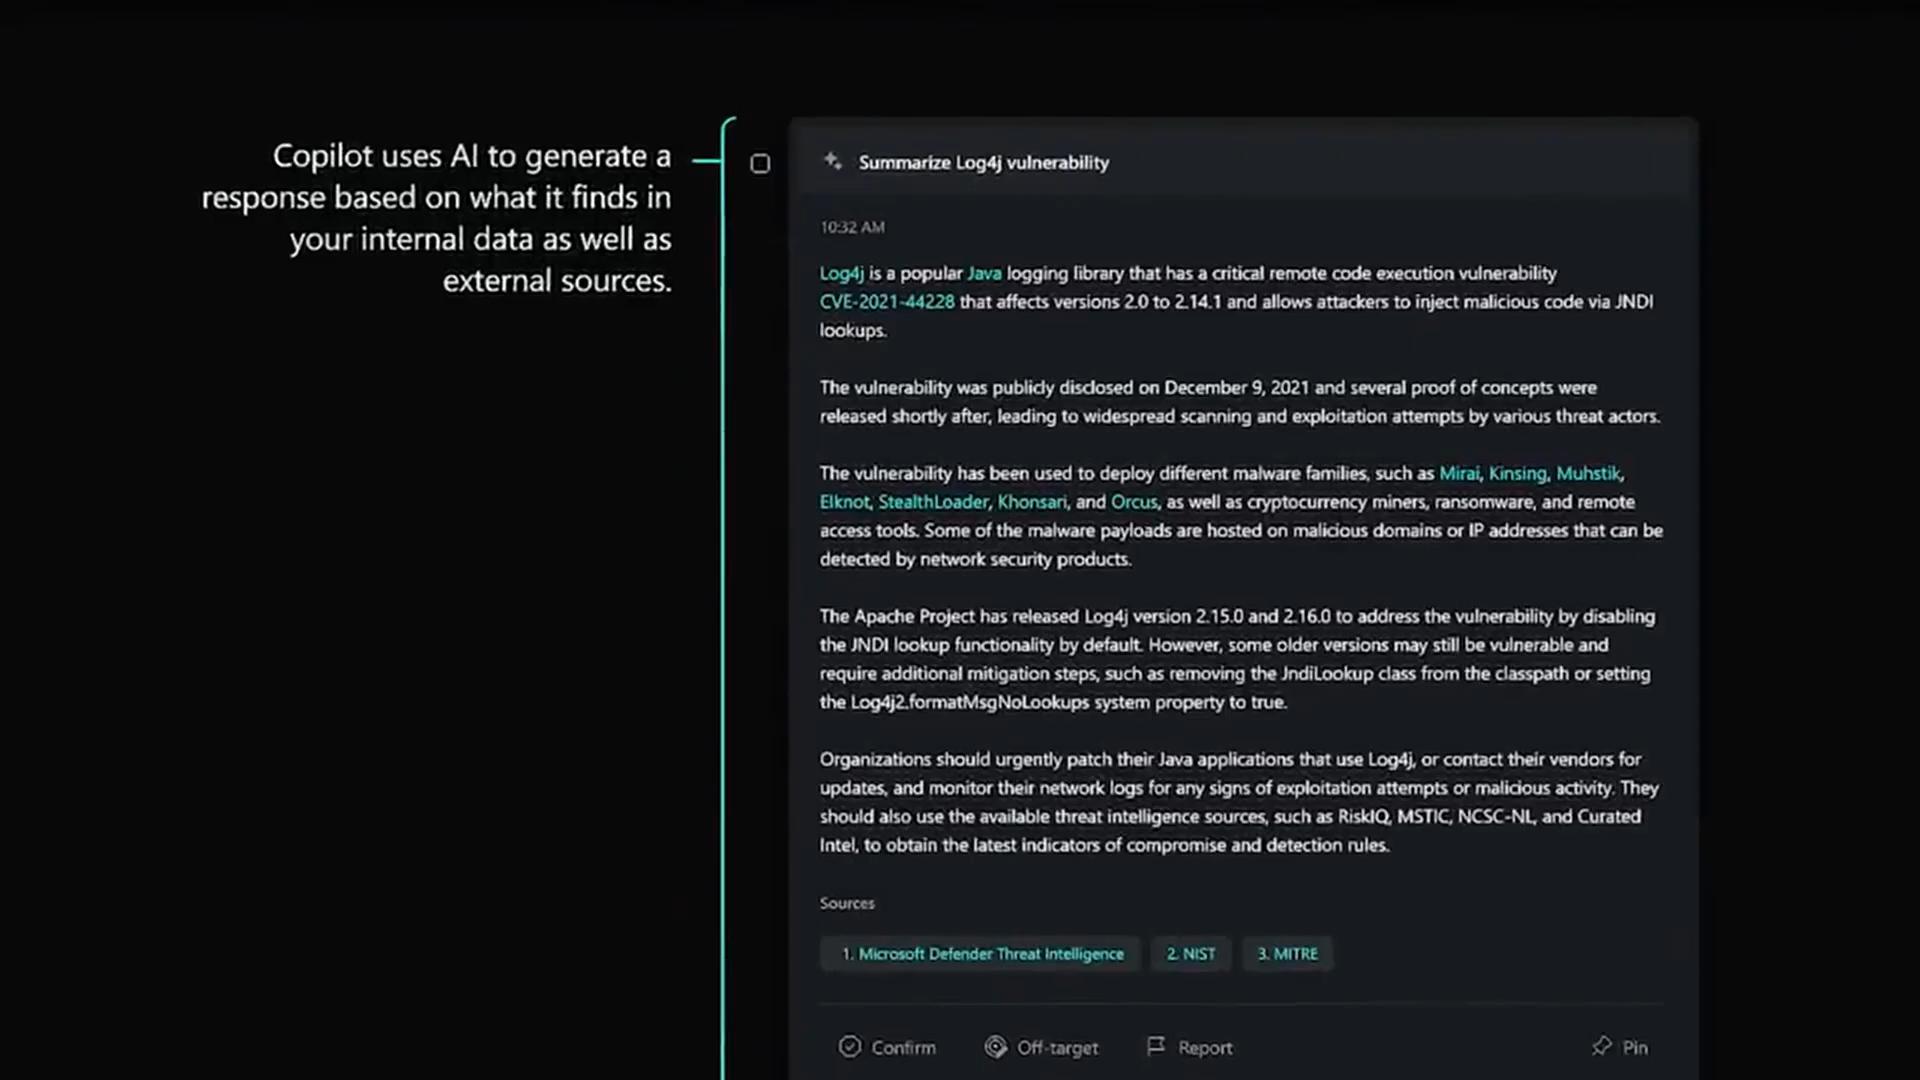 Copilot uses AI to generate a
response based on what it finds in
your internal data as well as
external sources.
Summarize Log4j vulnerability
10:32 AM
Log4j is a popular Java logging library that has a critical remote code execution vulnerability
CVE-2021-44228 that affects versions 2.0 to 2.14.1 and allows attackers to inject malicious code via JNDI
lookups.
The vulnerability was publicly disclosed on December 9, 2021 and several proof of concepts were
released shortly after, leading to widespread scanning and exploitation attempts by various threat actors.
The vulnerability has been used to deploy different malware families, such as Mirai, Kinsing, Muhstik,
Elknot, StealthLoader, Khonsari, and Orcus, as well as cryptocurrency miners, ransomware, and remote
access tools. Some of the malware payloads are hosted on malicious domains or IP addresses that can be
detected by network security products.
The Apache Project has released Log4j version 2.15.0 and 2.16.0 to address the vulnerability by disabling
the JNDI lookup functionality by default. However, some older versions may still be vulnerable and
require additional mitigation steps, such as removing the JndiLookup class from the classpath or setting
the Log4j2.formatMsgNoLookups system property to true.
Organizations should urgently patch their Java applications that use Log4j, or contact their vendors for
updates, and monitor their network logs for any signs of exploitation attempts or malicious activity. They
should also use the available threat intelligence sources, such as RiskIQ, MSTIC, NCSC-NL, and Curated
Intel, to obtain the latest indicators of compromise and detection rules.
Sources
1. Microsoft Defender Threat Intelligence 2. NIST 3. MITRE
Confirm Off-target Report Pin